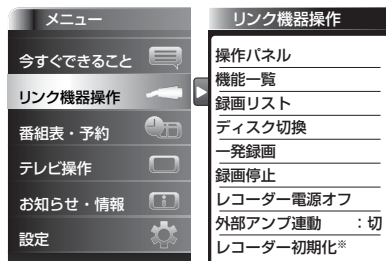 メニュー
今すぐできること
リンク機器操作
番組表・予約
テレビ操作
お知らせ・情報
設定
リンク機器操作
操作パネル
機能一覧
録画リスト
ディスク切換
一発録画
録画停止
レコーダー電源オフ
外部アンプ連動 ：切
レコーダー初期化※